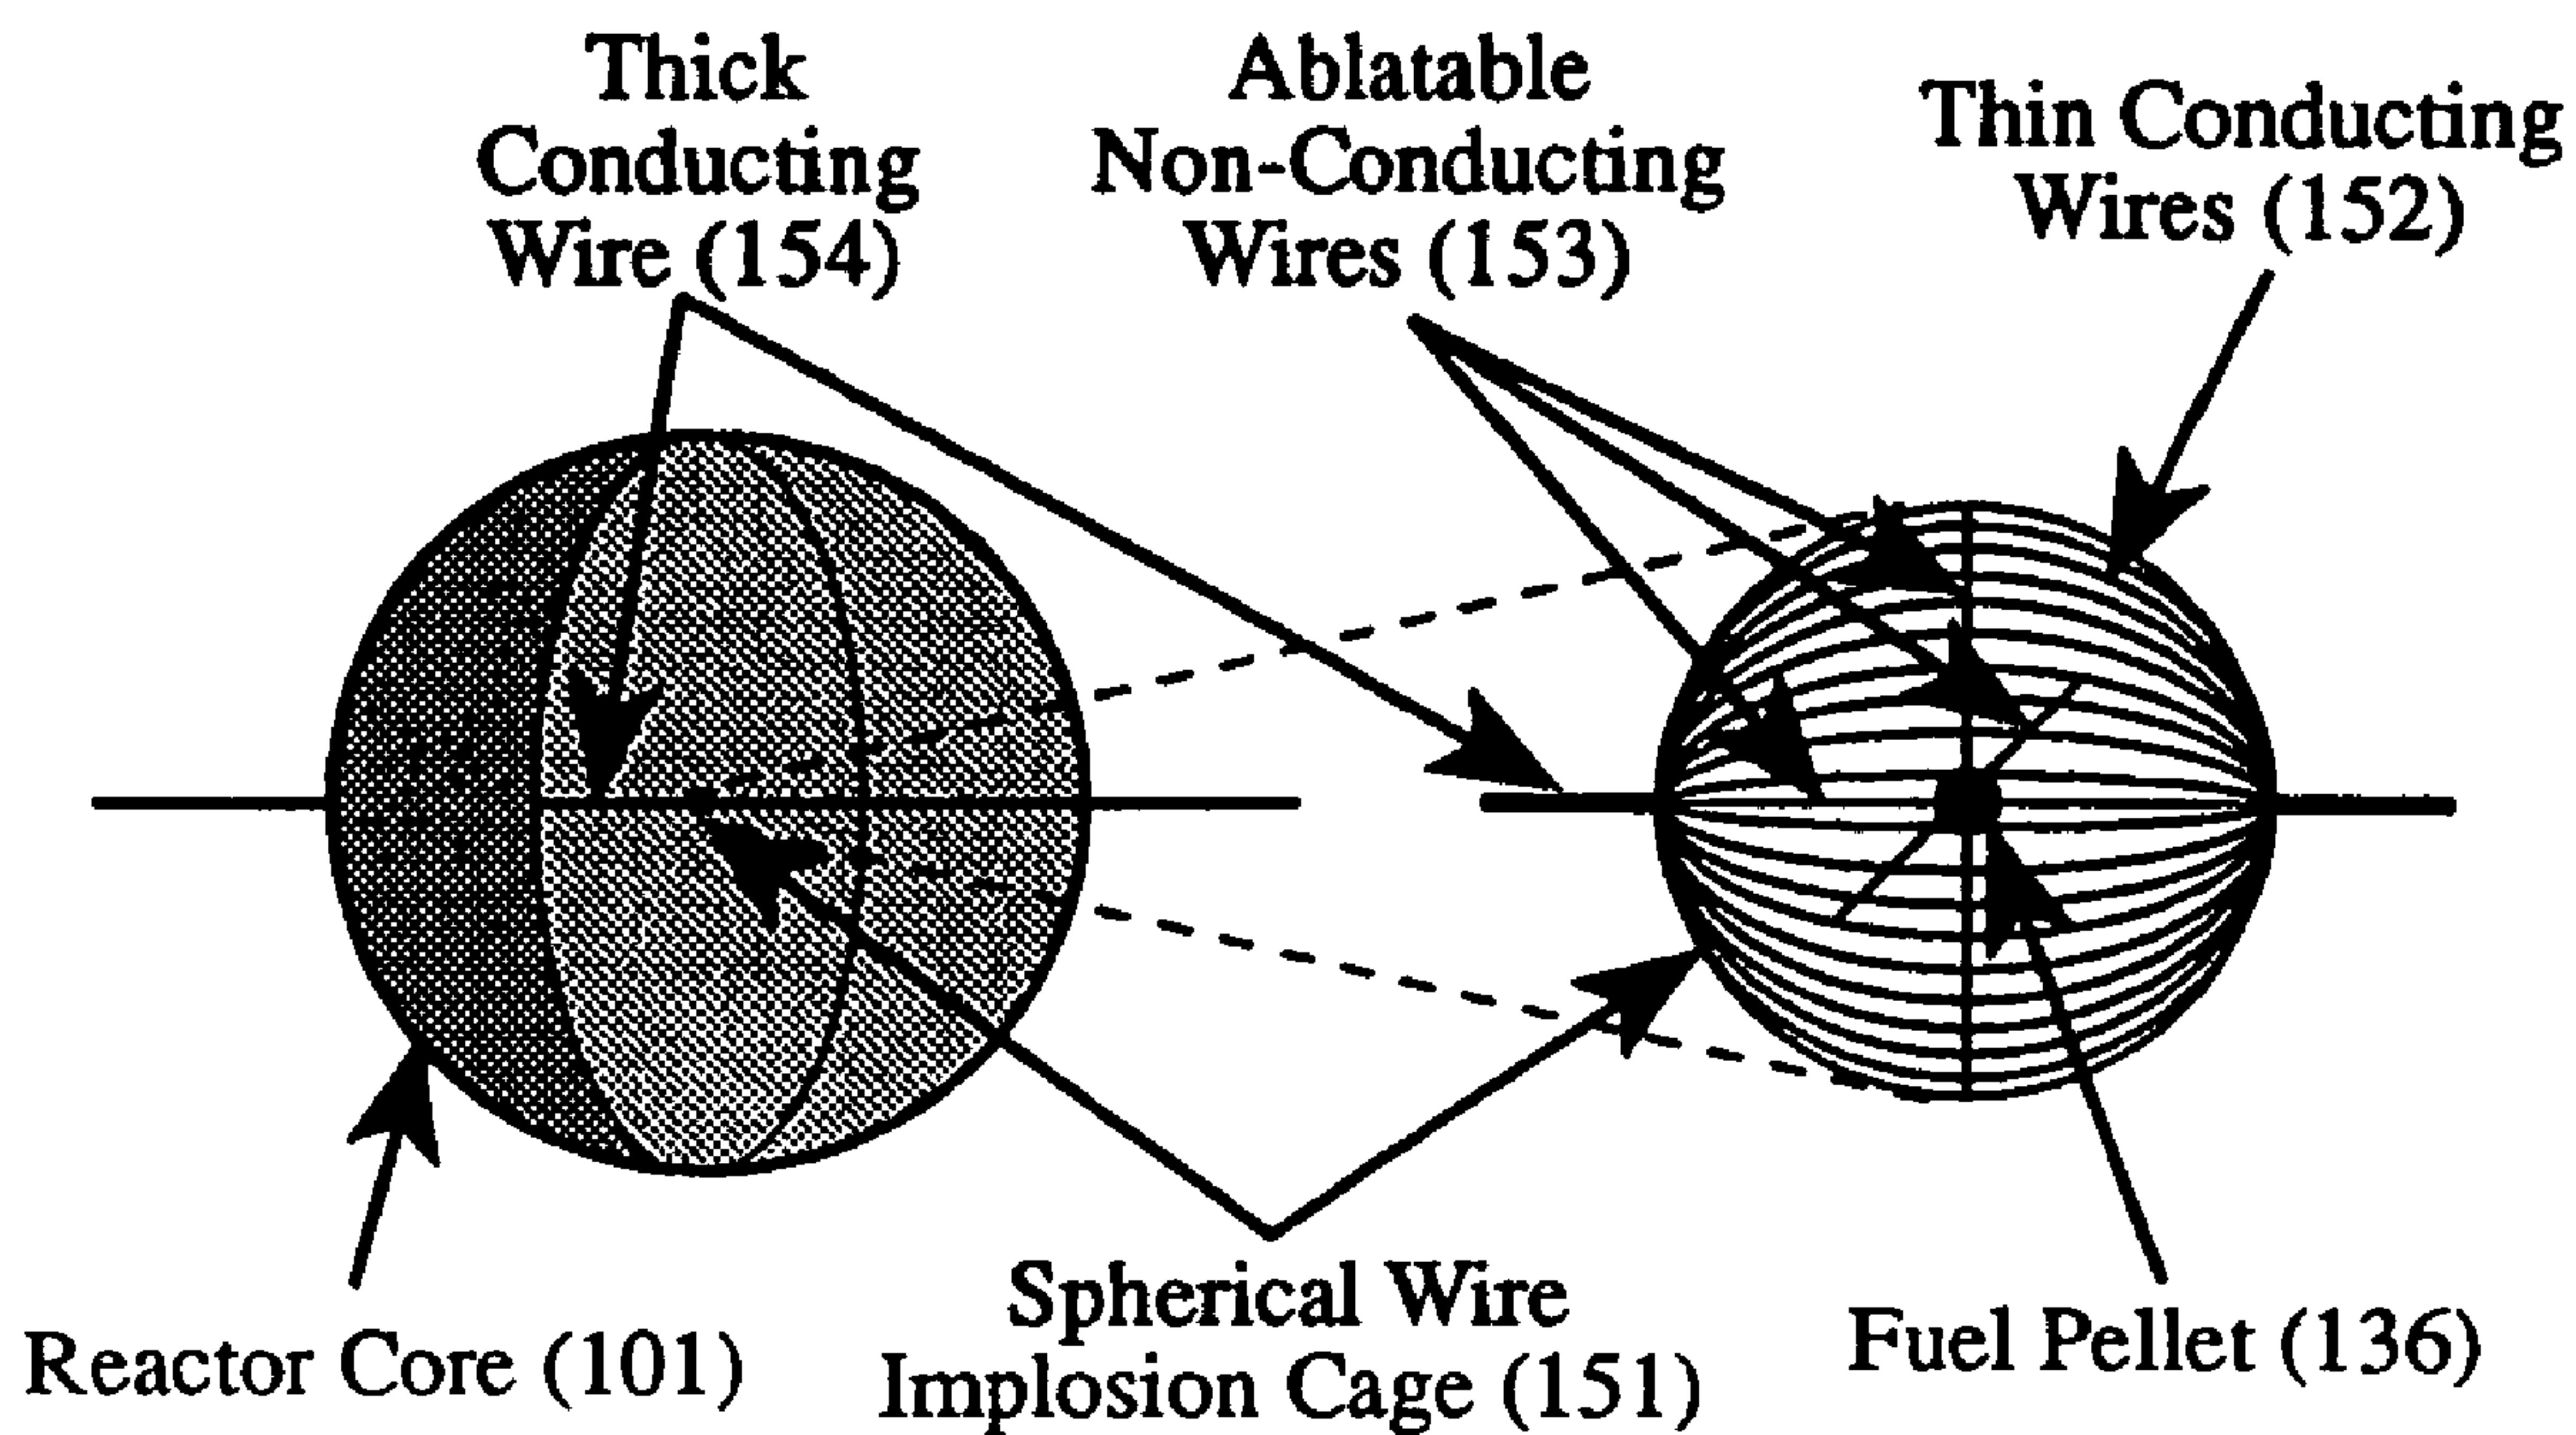 Thick
Conducting
Wire (154)
Ablatable
Non-Conducting
Wires (153)
Thin Conducting
Wires (152)
Reactor Core (101)
Spherical Wire
Implosion Cage (151)
Fuel Pellet (136)